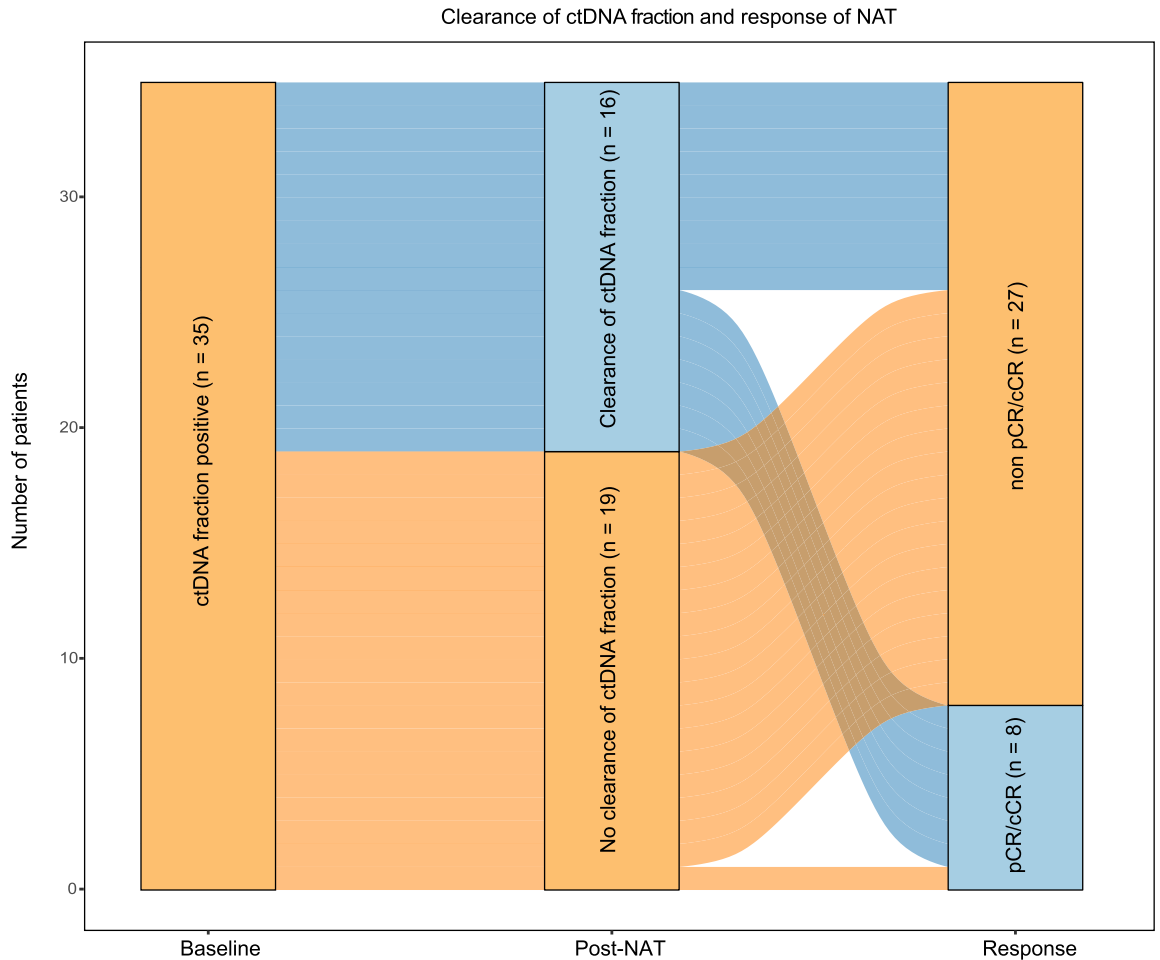 Clearance of ctDNA fraction and response of NAT
Number of patients
30
20
10
0
ctDNA fraction positive (n = 35)
Clearance of ctDNA fraction (n = 16)
No clearance of ctDNA fraction (n = 19)
non pCR/cCR (n = 27)
pCR/cCR (n = 8)
Baseline
Post-NAT
Response